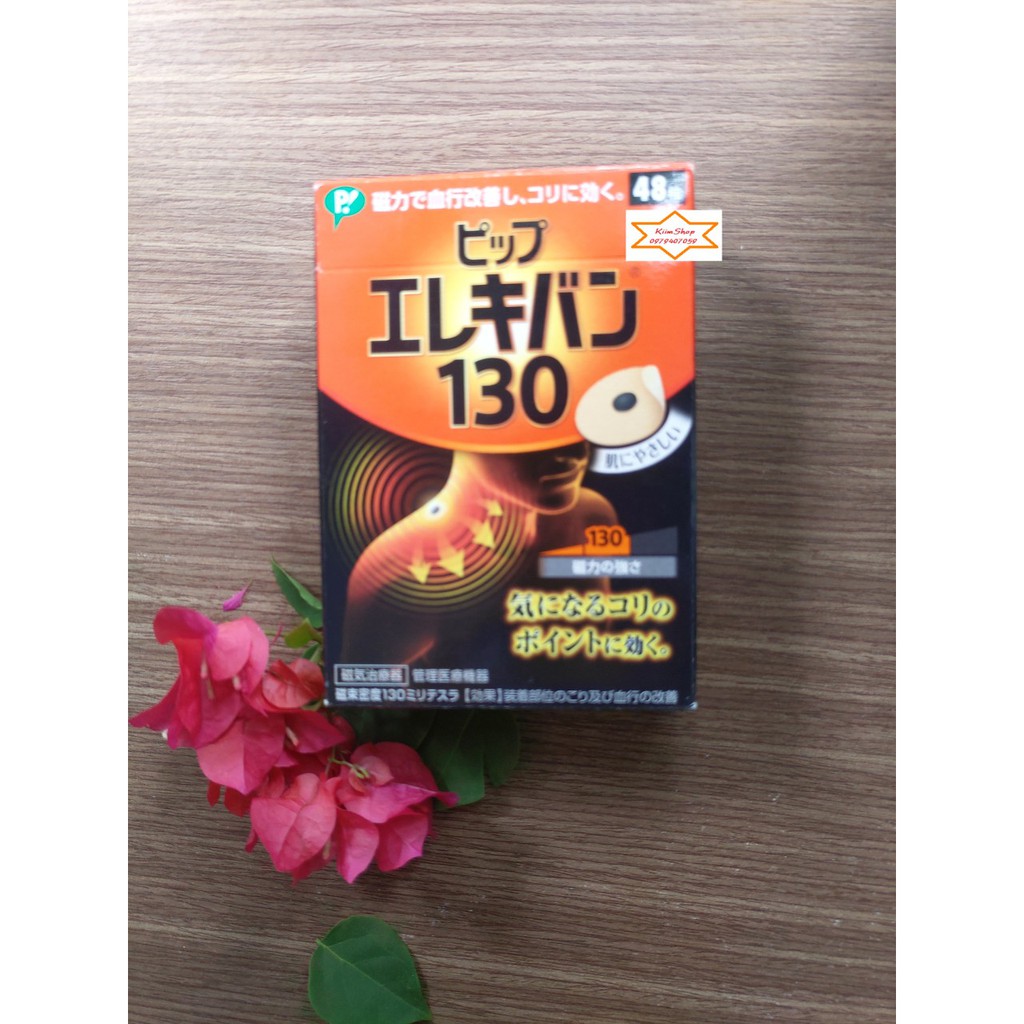 P!
磁力で血行改善し、コリに効く。
48
KiimShop
0979407059
ピップ
エレキバン®
130
肌にやさしい
130
磁力の強さ
気になるコリの
ポイントに効く。
磁気治療器 管理医療機器
磁束密度130ミリテスラ【効果】装着部位のこり及び血行の改善